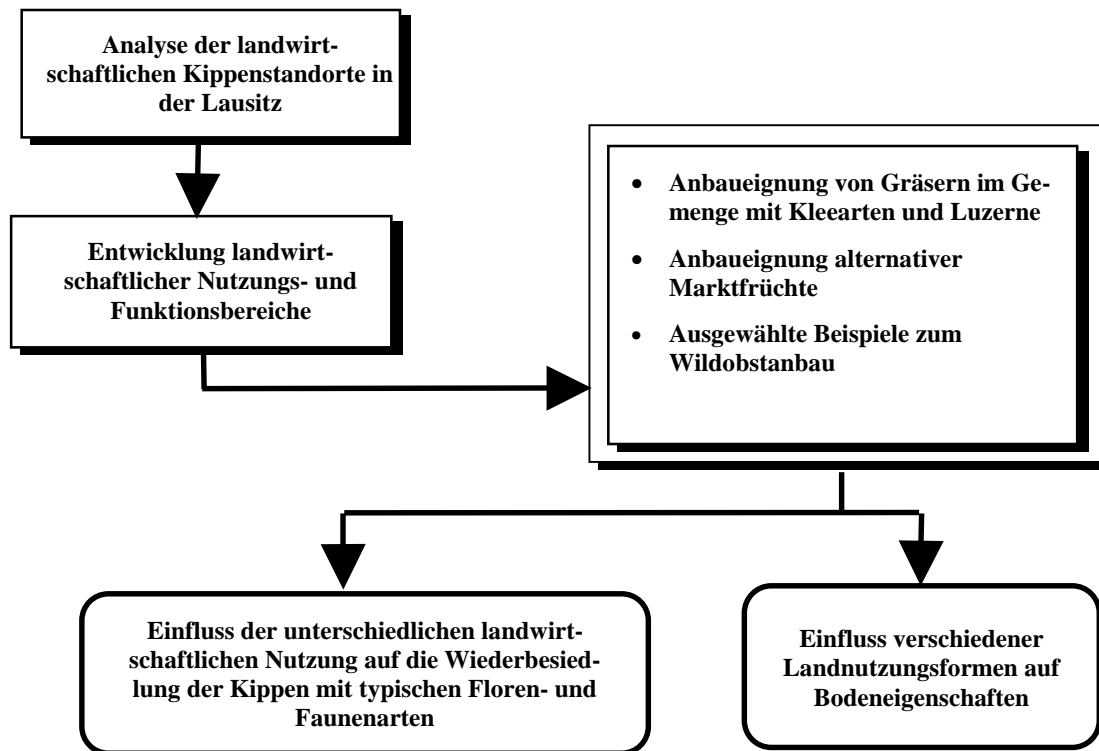 Analyse der landwirt-
schaftlichen Kippenstandorte in
der Lausitz
Entwicklung landwirt-
schaftlicher Nutzungs- und
Funktionsbereiche
• Anbaueignung von Gräsern im Ge-
menge mit Kleearten und Luzerne
• Anbaueignung alternativer
Marktfrüchte
• Ausgewählte Beispiele zum
Wildobstanbau
Einfluss der unterschiedlichen landwirt-
schaftlichen Nutzung auf die Wiederbesied-
lung der Kippen mit typischen Floren- und
Faunenarten
Einfluss verschiedener
Landnutzungsformen auf
Bodeneigenschaften